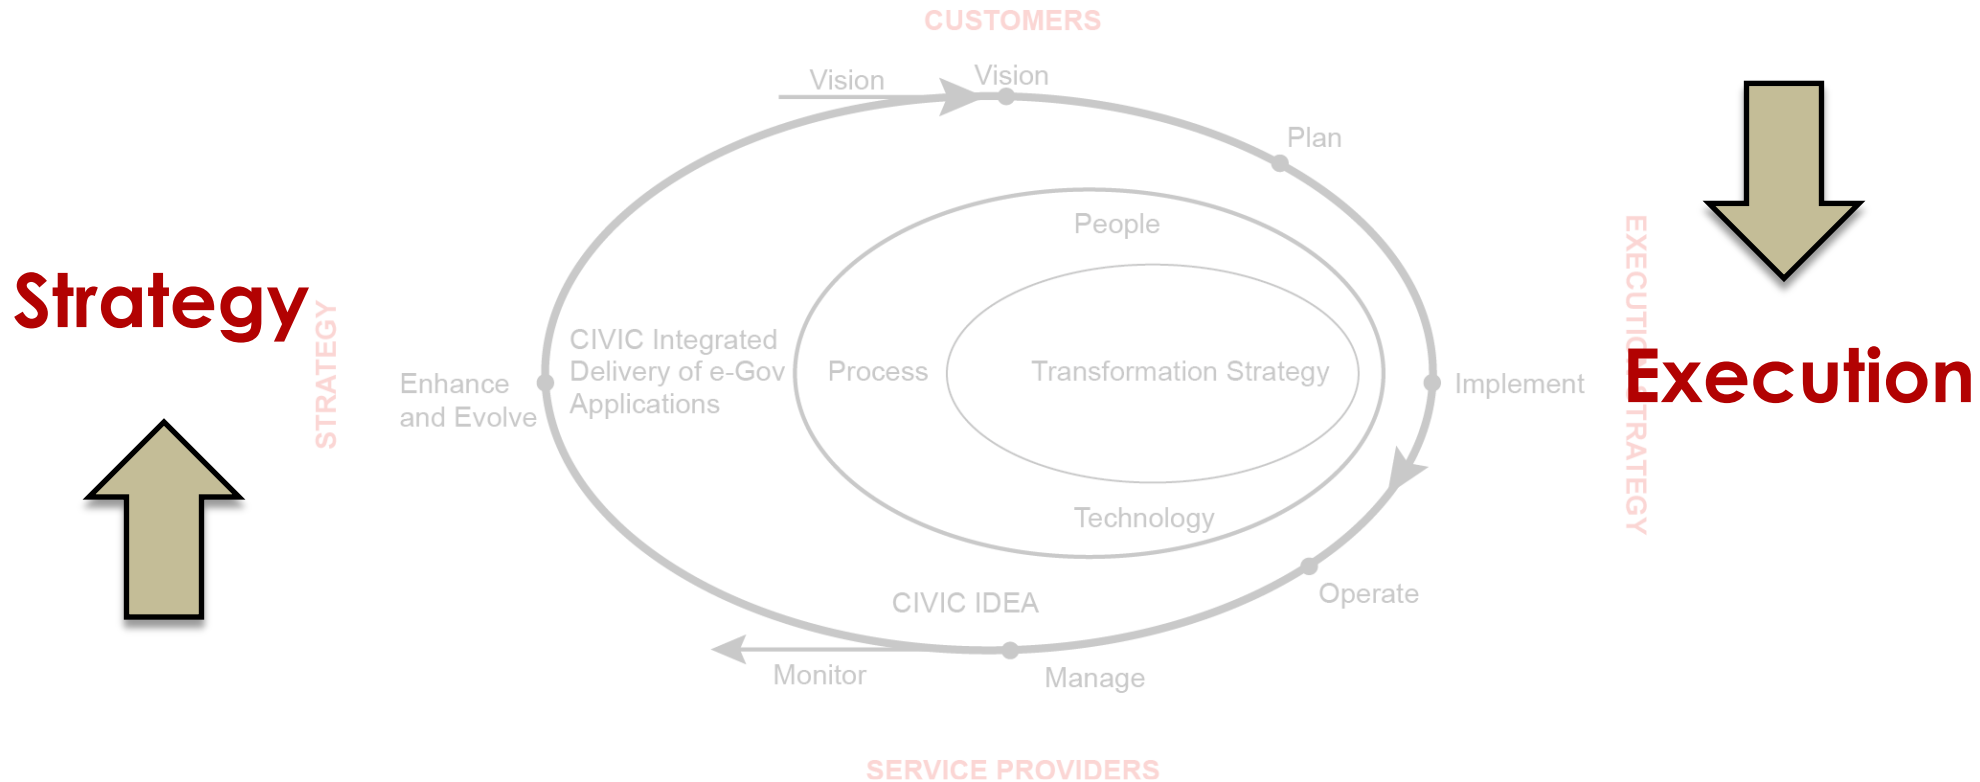 CUSTOMERS
Vision
Vision
Plan
People
Strategy
STRATEGY
CIVIC Integrated
Delivery of e-Gov
Applications
Process
Transformation Strategy
Enhance
and Evolve
Implement
EXECUTION STRATEGY
Execution
Technology
CIVIC IDEA
Operate
Monitor
Manage
SERVICE PROVIDERS